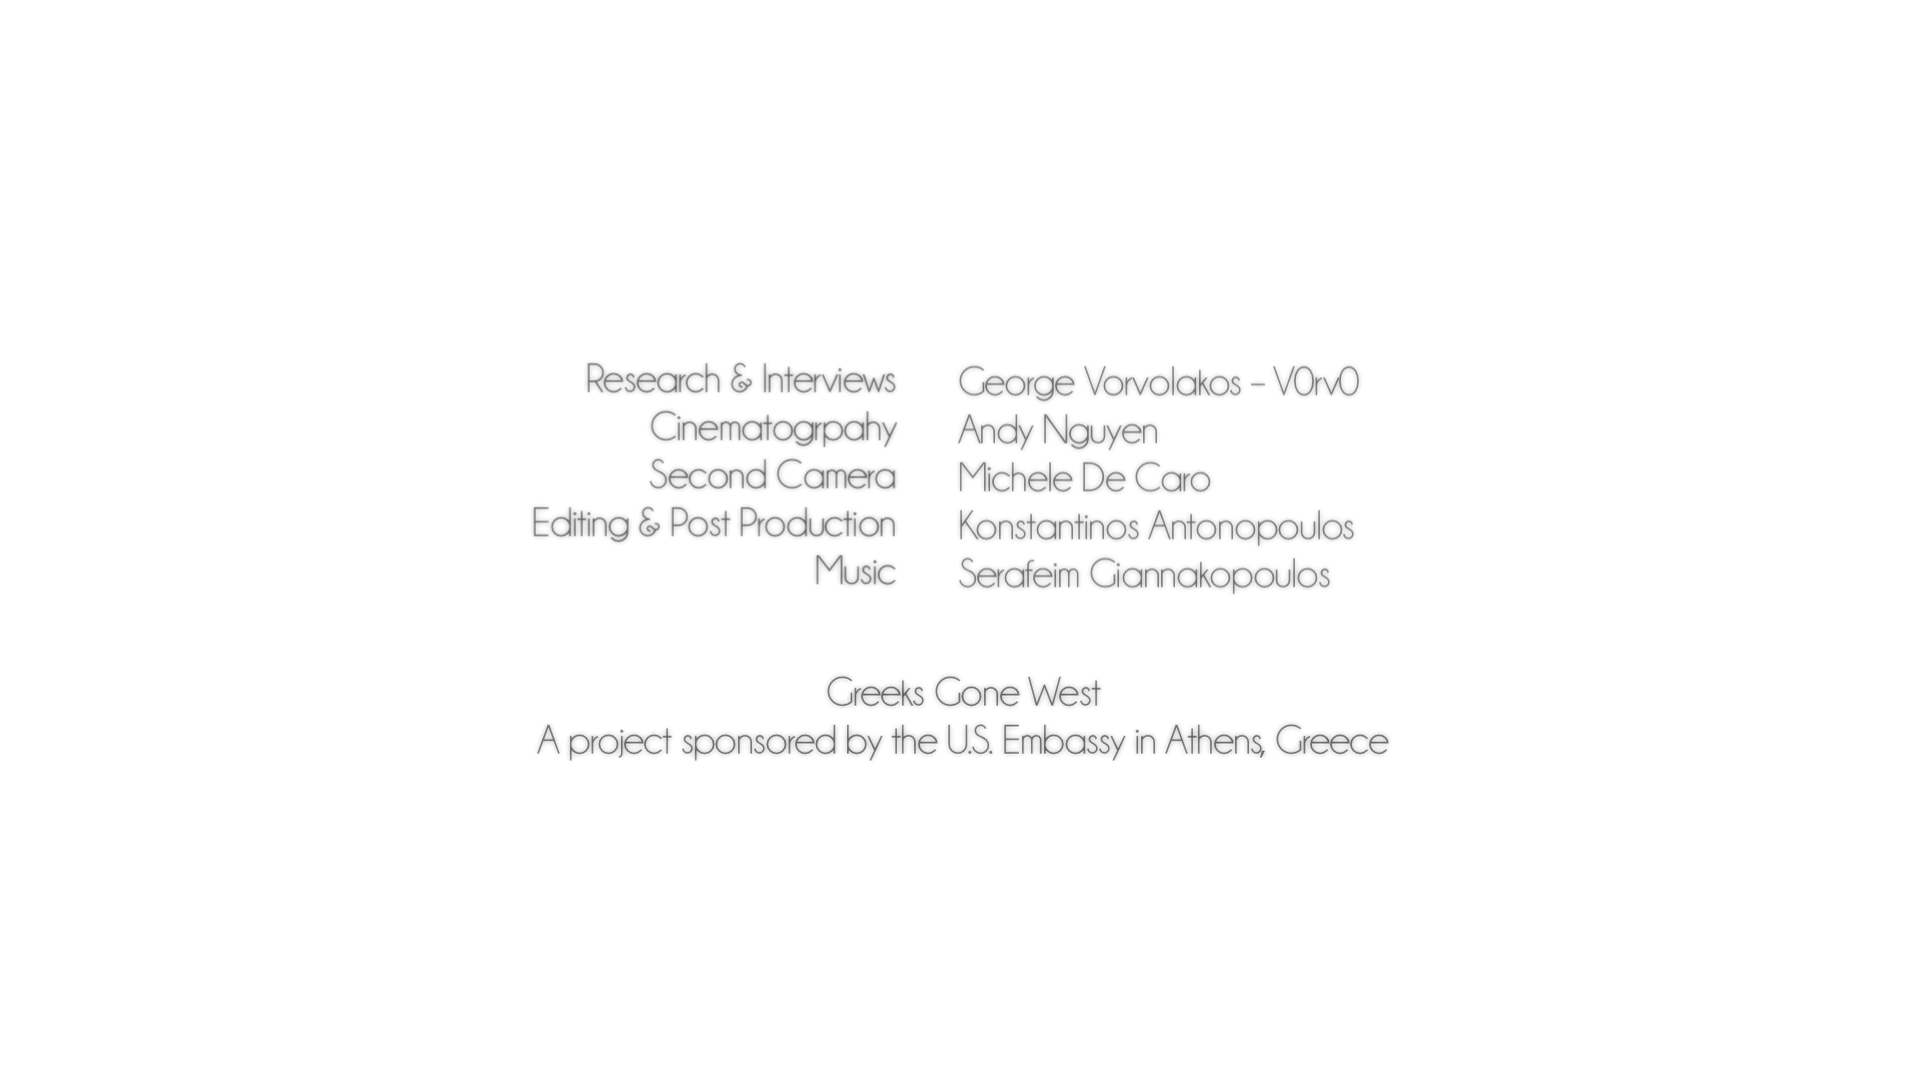 Research & Interviews George Vorvolakos – V0rv0
Cinematogrpahy Andy Nguyen
Second Camera Michele De Caro
Editing & Post Production Konstantinos Antonopoulos
Music Serafeim Giannakopoulos
Greeks Gone West
A project sponsored by the U.S. Embassy in Athens, Greece